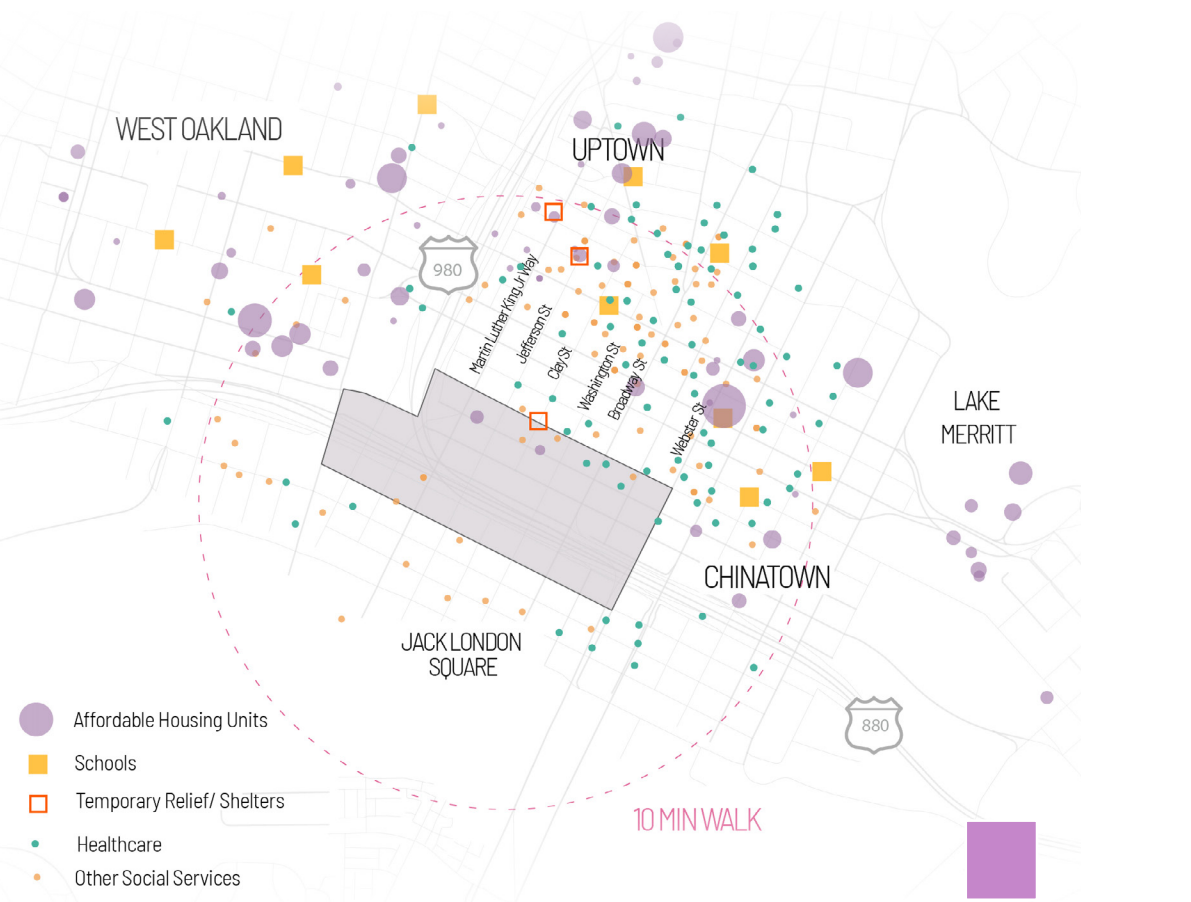 WEST OAKLAND
UPTOWN
980
Martin Luther King Jr Way
Jefferson St
Clay St
Washington St
Broadway St
Webster St
LAKE
MERRITT
CHINATOWN
JACK LONDON
SQUARE
880
10 MIN WALK
Affordable Housing Units
Schools
Temporary Relief/ Shelters
Healthcare
Other Social Services